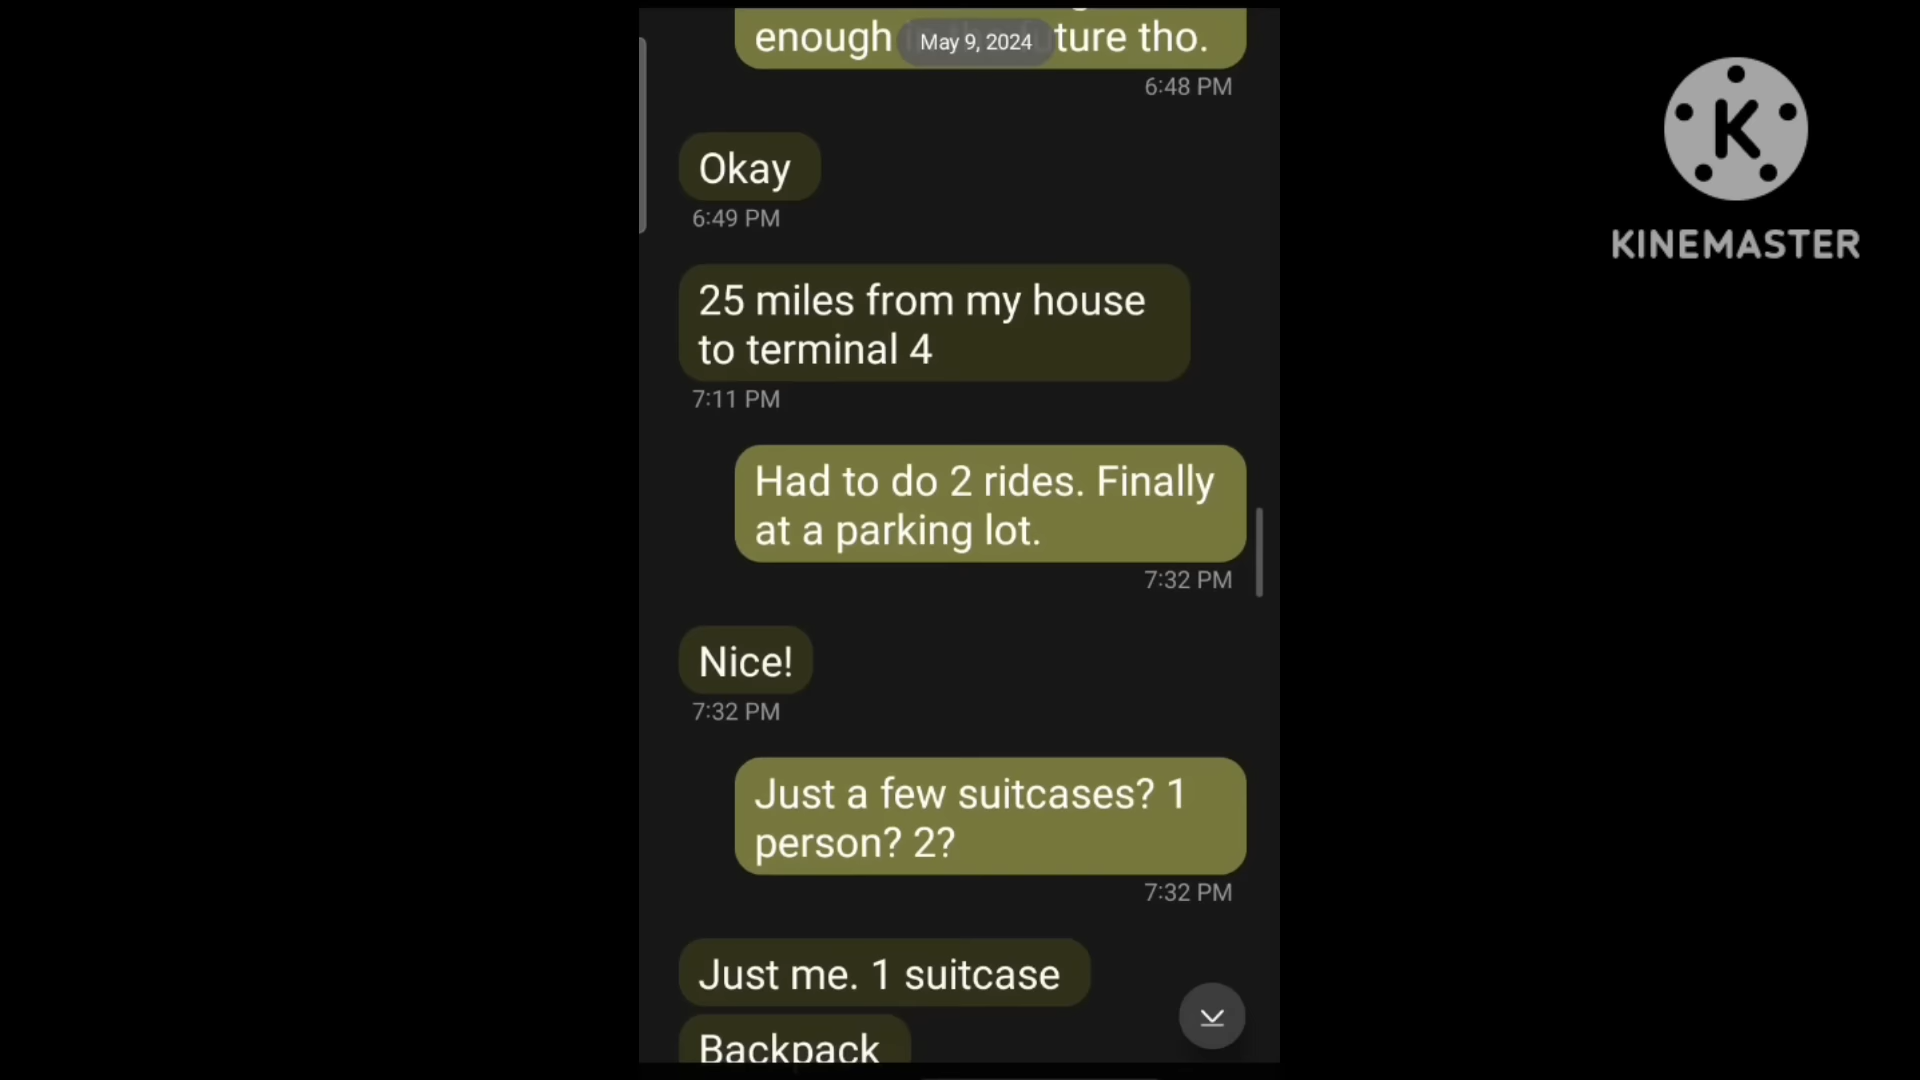 enough ture tho.
May 9, 2024
6:48 PM
Okay
6:49 PM
25 miles from my house
to terminal 4
7:11 PM
Had to do 2 rides. Finally
at a parking lot.
7:32 PM
Nice!
7:32 PM
Just a few suitcases? 1
person? 2?
7:32 PM
Just me. 1 suitcase
Backpack
K
KINEMASTER